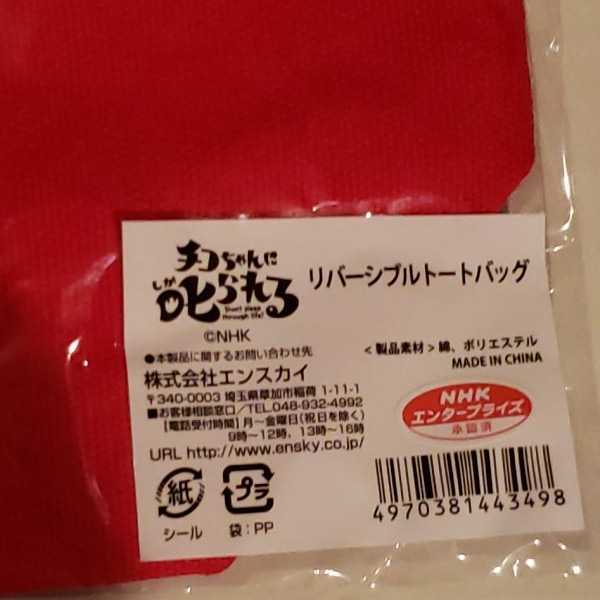 チコちゃんに
しか
叱られる
Don't sleep through life!
©NHK
リバーシブルトートバッグ
●本製品に関するお問い合わせ先
株式会社エンスカイ
〒340-0003 埼玉県草加市稲荷 1-11-1
■お客様相談窓口／TEL.048-932-4992
［電話受付時間］月～金曜日(祝日を除く)
9時～12時、13時～16時
URL http://www.ensky.co.jp/
＜製品素材＞綿、ポリエステル
MADE IN CHINA
NHK
エンタープライズ
承認済
紙
シール
プラ
袋：PP
4970381443498